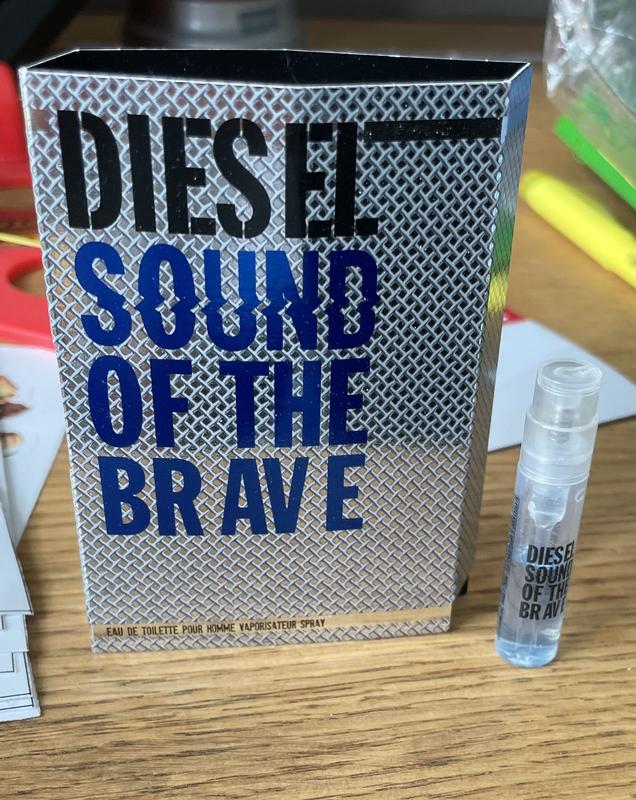 DIESEL
SOUND
OF THE
BRAVE
EAU DE TOILETTE POUR HOMME VAPORISATEUR SPRAY
DIESEL
SOUND
OF THE
BRAVE